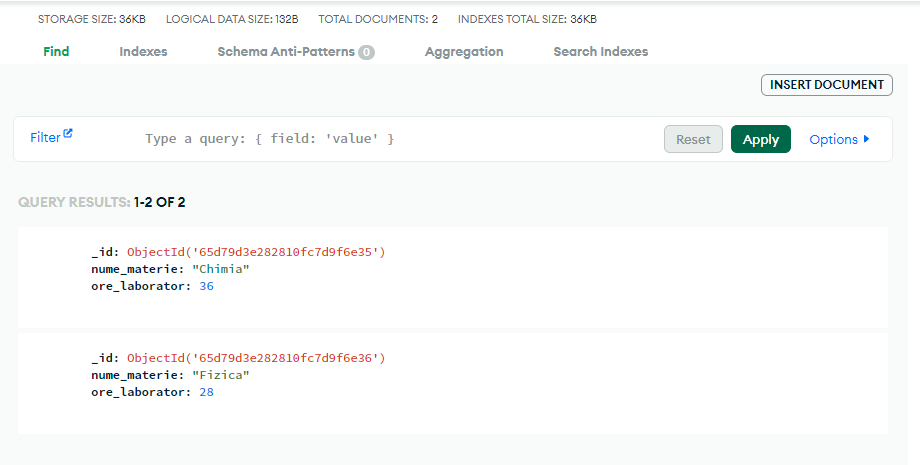 STORAGE SIZE: 36KB LOGICAL DATA SIZE: 132B TOTAL DOCUMENTS: 2 INDEXES TOTAL SIZE: 36KB
Find Indexes Schema Anti-Patterns 0 Aggregation Search Indexes
INSERT DOCUMENT
Filter Type a query: { field: 'value' } Reset Apply Options
QUERY RESULTS: 1-2 OF 2
_id: ObjectId('65d79d3e282810fc7d9f6e35')
nume_materie: "Chimia"
ore_laborator: 36
_id: ObjectId('65d79d3e282810fc7d9f6e36')
nume_materie: "Fizica"
ore_laborator: 28